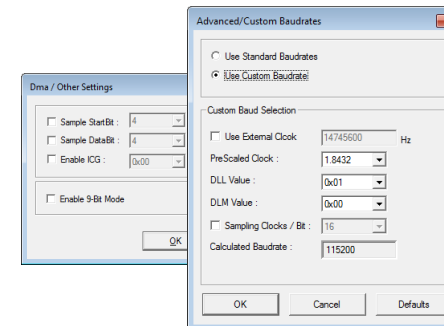 Dma / Other Settings
Sample StartBit : 4
Sample DataBit : 4
Enable ICG : 0x00
Enable 9-Bit Mode
OK
Advanced/Custom Baudrates
Use Standard Baudrates
Use Custom Baudrate
Custom Baud Selection
Use External Clcok 14745600 Hz
PreScaled Clock : 1.8432
DLL Value : 0x01
DLM Value : 0x00
Sampling Clocks / Bit : 16
Calculated Baudrate : 115200
OK Cancel Defaults